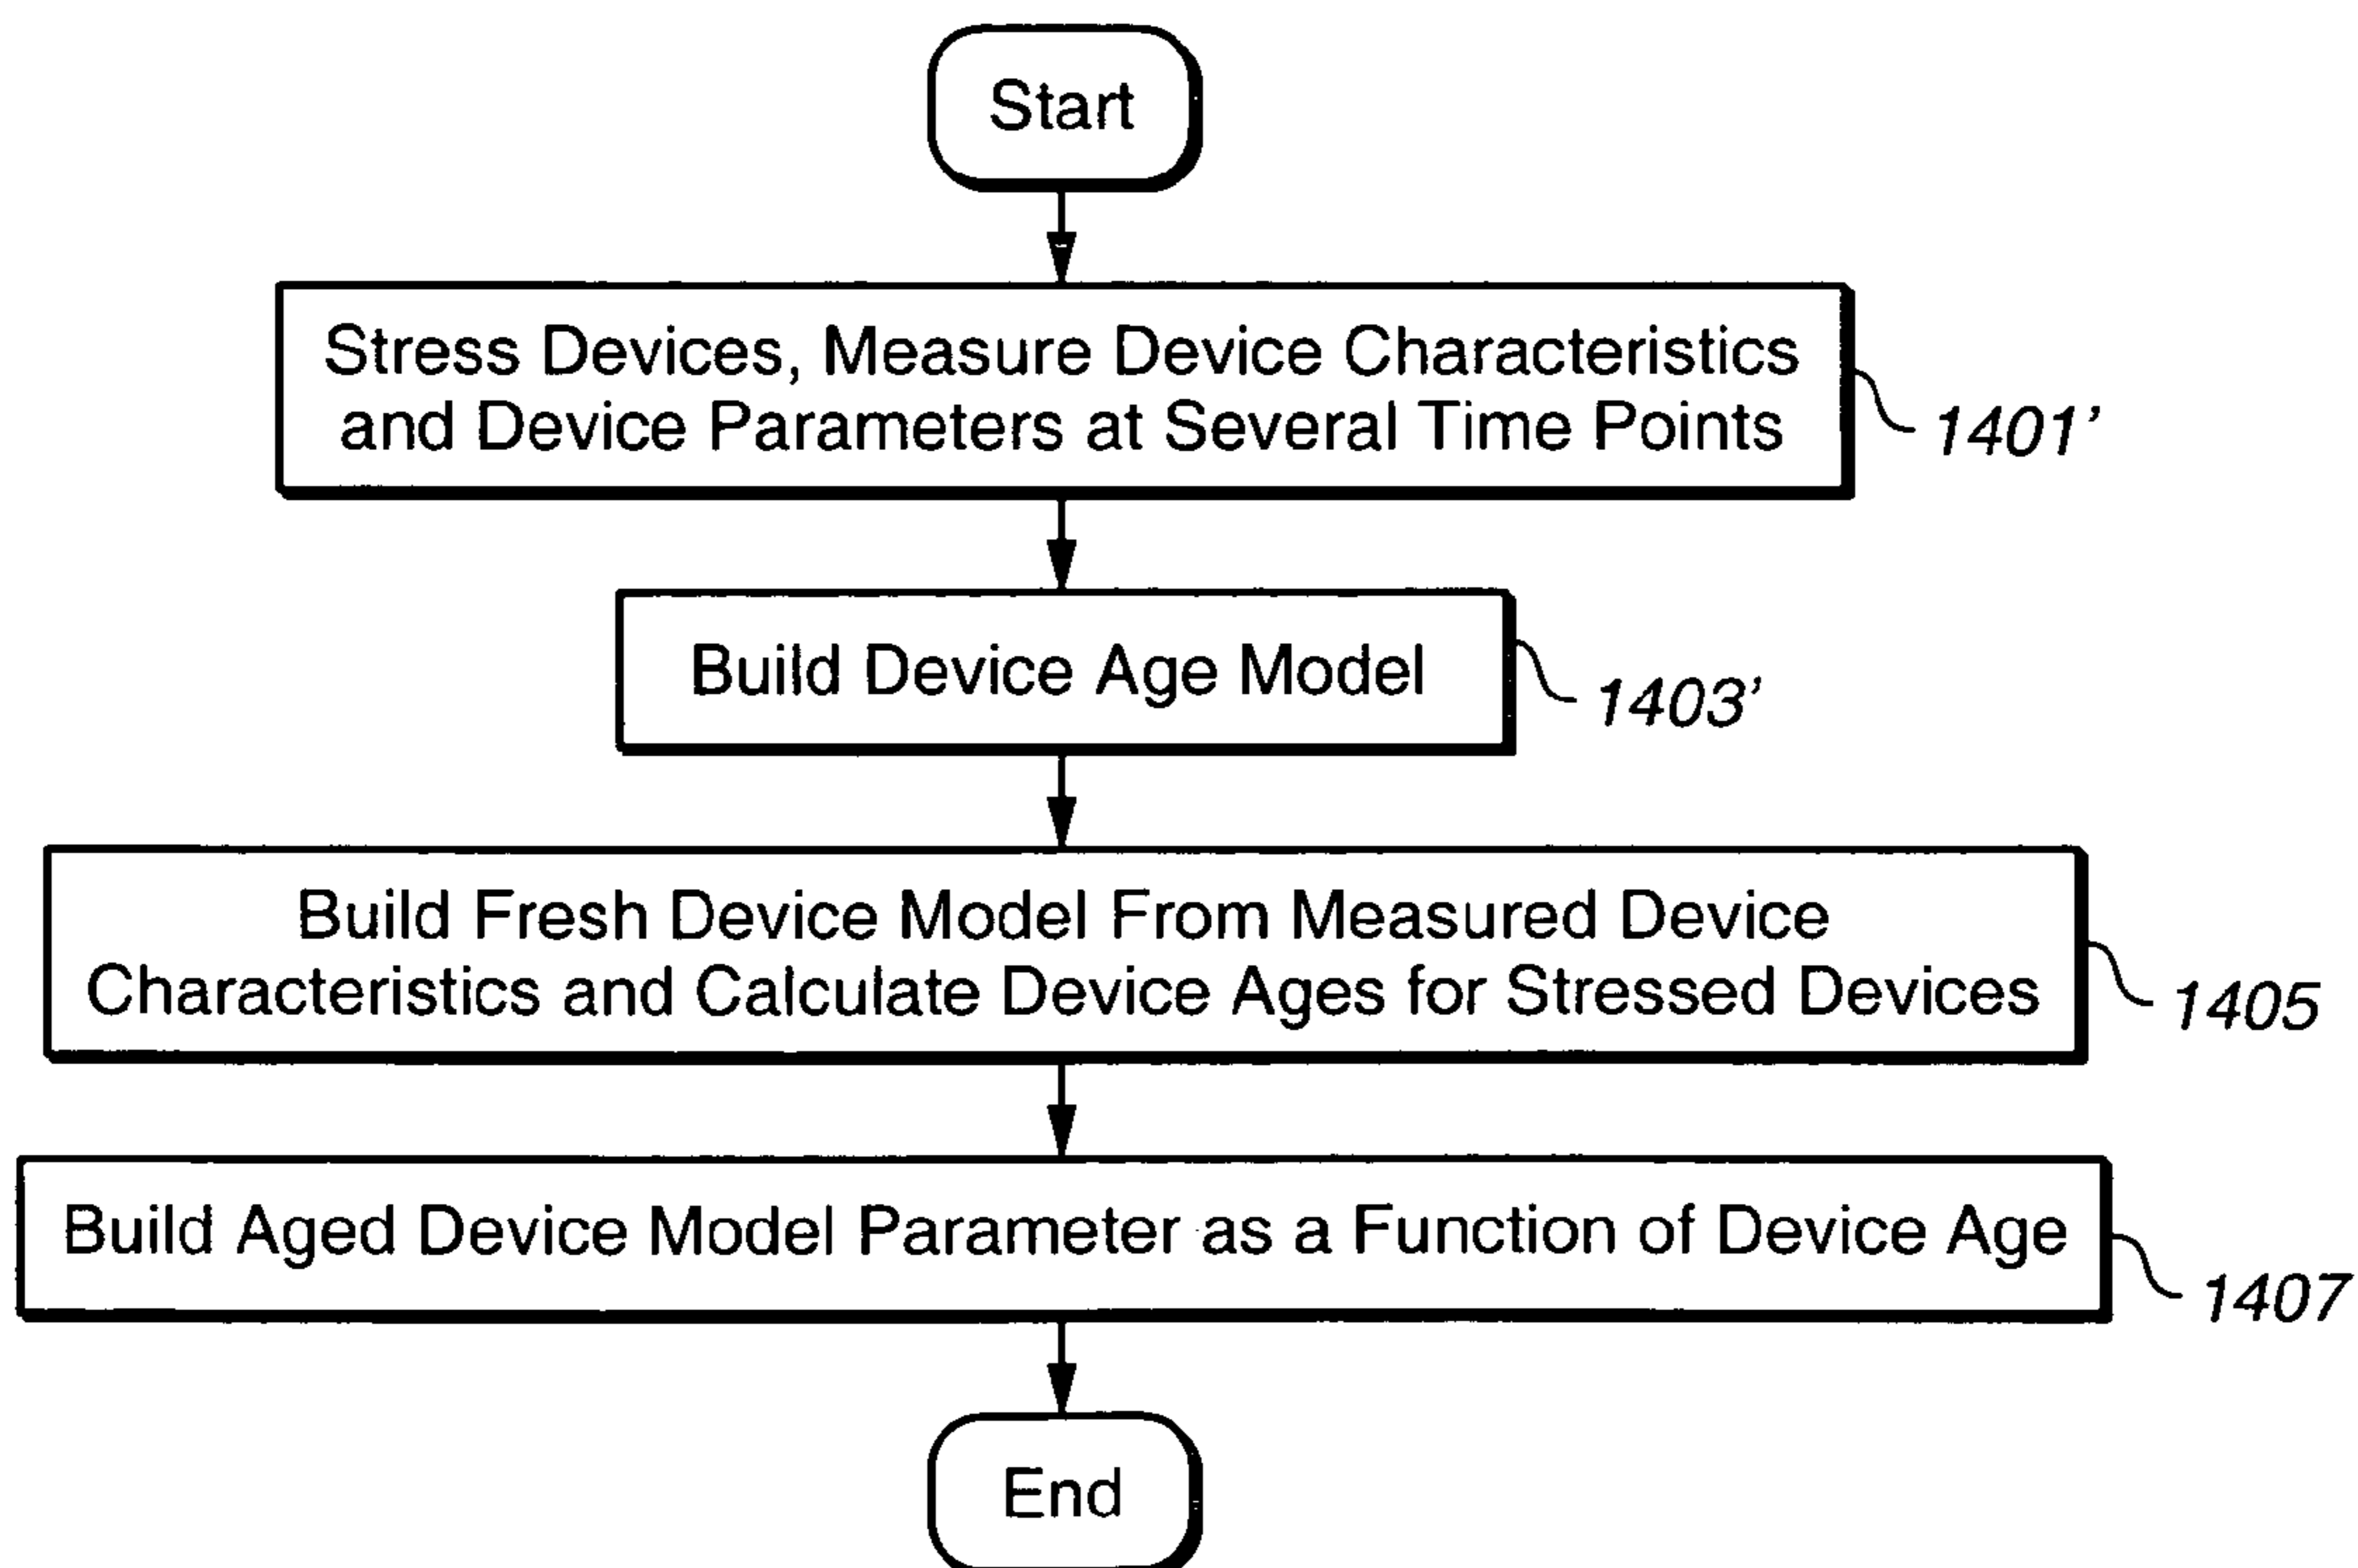 Start
Stress Devices, Measure Device Characteristics
and Device Parameters at Several Time Points
1401'
Build Device Age Model
1403'
Build Fresh Device Model From Measured Device
Characteristics and Calculate Device Ages for Stressed Devices
1405
Build Aged Device Model Parameter as a Function of Device Age
1407
End